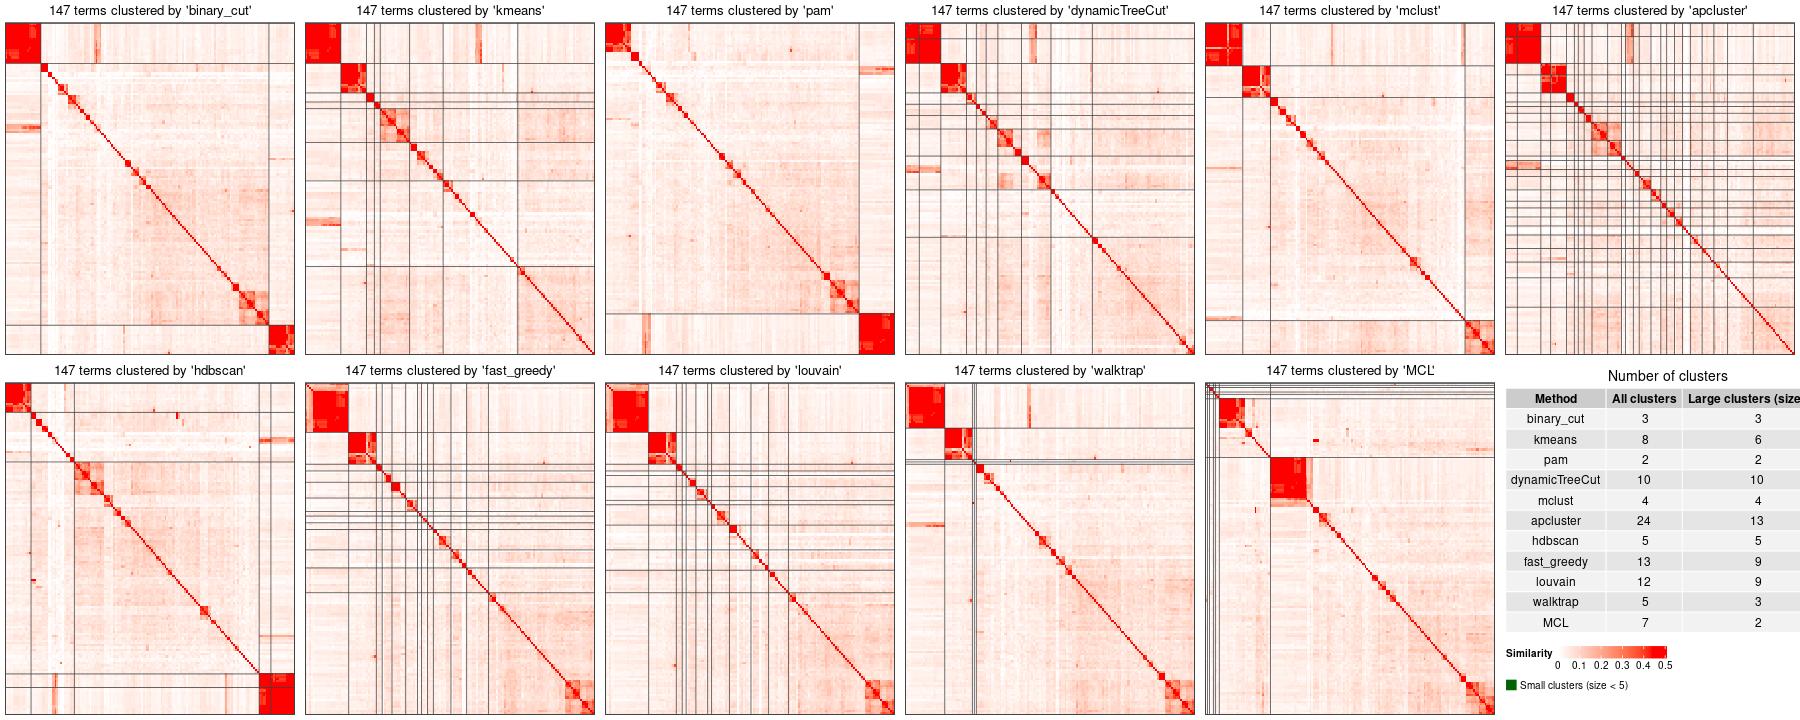 147 terms clustered by 'binary_cut'
147 terms clustered by 'kmeans'
147 terms clustered by 'pam'
147 terms clustered by 'dynamicTreeCut'
147 terms clustered by 'mclust'
147 terms clustered by 'apcluster'
147 terms clustered by 'hdbscan'
147 terms clustered by 'fast_greedy'
147 terms clustered by 'louvain'
147 terms clustered by 'walktrap'
147 terms clustered by 'MCL'
Number of clusters
Method All clusters Large clusters (size
binary_cut 3 3
kmeans 8 6
pam 2 2
dynamicTreeCut 10 10
mclust 4 4
apcluster 24 13
hdbscan 5 5
fast_greedy 13 9
louvain 12 9
walktrap 5 3
MCL 7 2
Similarity
0 0.1 0.2 0.3 0.4 0.5
Small clusters (size < 5)